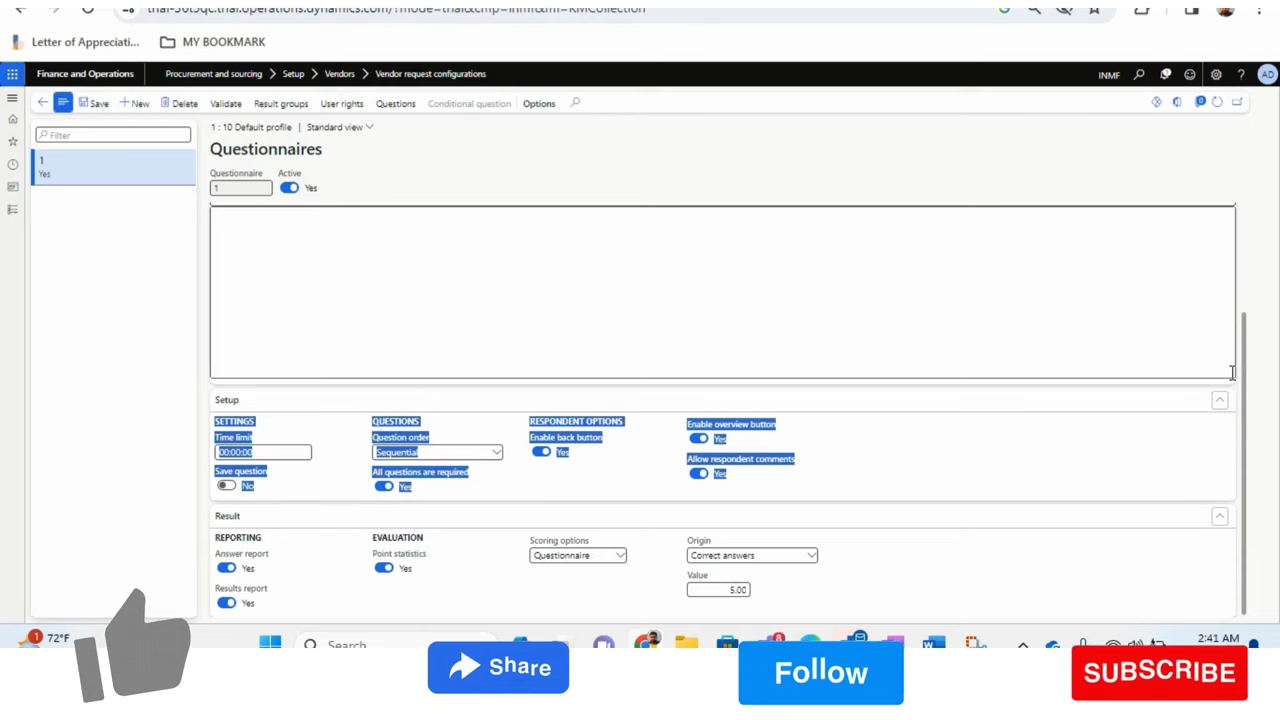 Letter of Appreciati...
MY BOOKMARK
Finance and Operations
Procurement and sourcing > Setup > Vendors > Vendor request configurations
INMF
?
AD
Save
New
Delete
Validate
Result groups
User rights
Questions
Conditional question
Options
0
Filter
1
Yes
1 : 10 Default profile | Standard view
Questionnaires
Questionnaire
Active
1
Yes
Setup
SETTINGS
Time limit
00:00:00
Save question
No
QUESTIONS
Question order
Sequential
All questions are required
Yes
RESPONDENT OPTIONS
Enable back button
Yes
Enable overview button
Yes
Allow respondent comments
Yes
Result
REPORTING
Answer report
Yes
Results report
Yes
EVALUATION
Point statistics
Yes
Scoring options
Questionnaire
Origin
Correct answers
Value
5.00
1
72°F
Search
8
2:41 AM
Share
Follow
SUBSCRIBE